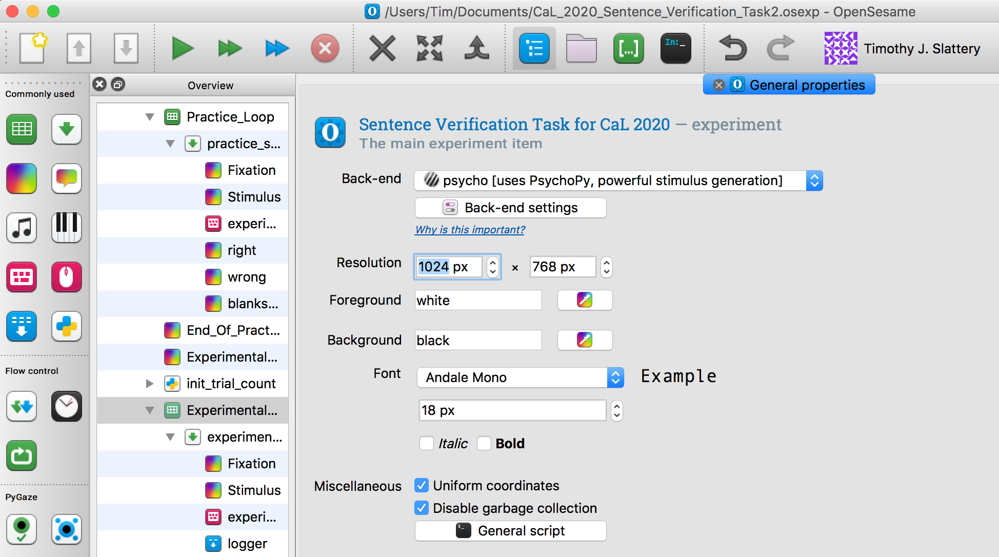 /Users/Tim/Documents/CaL_2020_Sentence_Verification_Task2.osexp - OpenSesame
[...]
In:_
Timothy J. Slattery
Commonly used
Flow control
PyGaze
Overview
Practice_Loop
practice_s...
Fixation
Stimulus
experi...
right
wrong
blanks...
End_Of_Pract...
Experimental...
init_trial_count
Experimental...
experimen...
Fixation
Stimulus
experi...
logger
General properties
Sentence Verification Task for CaL 2020 — experiment
The main experiment item
Back-end psycho [uses PsychoPy, powerful stimulus generation]
Back-end settings
Why is this important?
Resolution 1024 px × 768 px
Foreground white
Background black
Font Andale Mono Example
18 px
Italic Bold
Miscellaneous Uniform coordinates
Disable garbage collection
General script